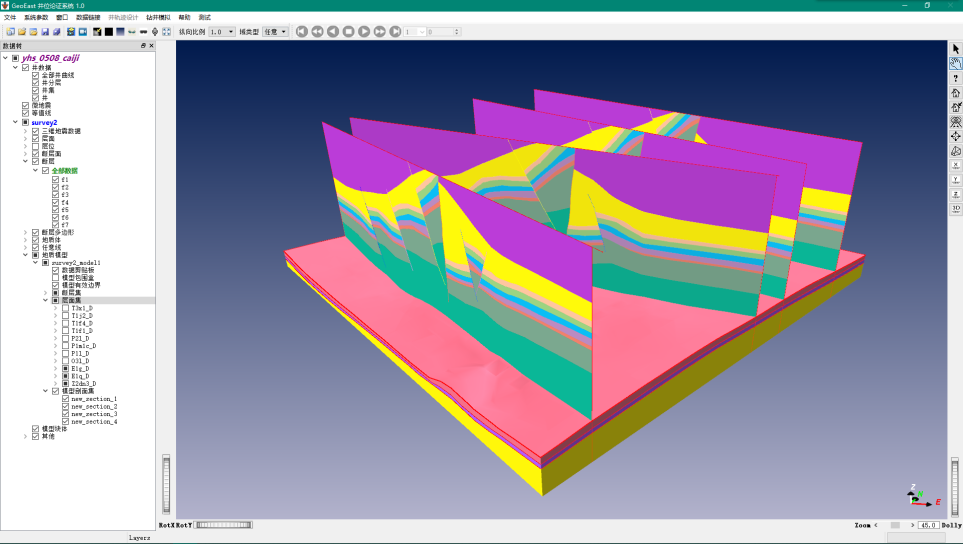 GeoEast 井位论证系统 1.0
文件 系统参数 窗口 数据链接 井轨迹设计 钻井模拟 帮助 测试
纵向比例 1.0 域类型 任意 1 0
数据树
yhs_0508_caiji
井数据
全部井曲线
井分层
井集
井
微地震
等值线
survey2
三维地震数据
层面
层位
断层面
断层
全部数据
f1
f2
f3
f4
f5
f6
f7
断层多边形
地质体
任意线
地质模型
survey2_model1
数据剪贴板
模型包围盒
模型有效边界
断层集
层面集
T3x1_D
T1j2_D
T1f4_D
T1f1_D
P2l_D
P1m1c_D
P1l_D
O3l_D
E1g_D
E1q_D
Z2dn3_D
模型剖面集
new_section_1
new_section_2
new_section_3
new_section_4
模型块体
其他
X
Y
Z
3D
Z
N
E
RotX RotY
Zoom < > 45.0 Dolly
Layers